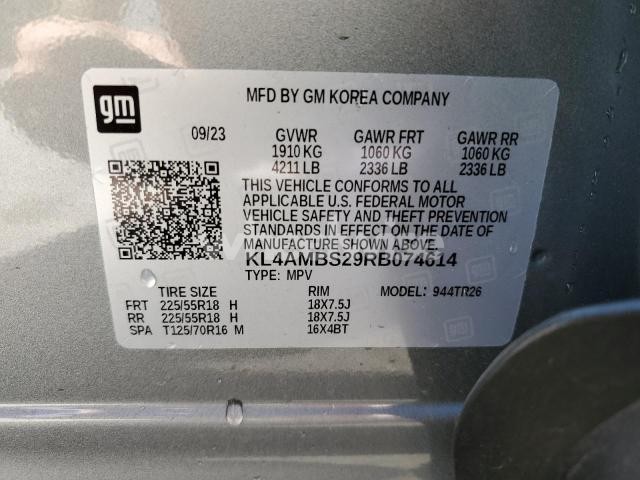 gm
MFD BY GM KOREA COMPANY
09/23 GVWR GAWR FRT GAWR RR
1910 KG 1060 KG 1060 KG
4211 LB 2336 LB 2336 LB
THIS VEHICLE CONFORMS TO ALL
APPLICABLE U.S. FEDERAL MOTOR
VEHICLE SAFETY AND THEFT PREVENTION
STANDARDS IN EFFECT ON THE DATE OF
MANUFACTURE SHOWN ABOVE.
KL4AMBS29RB074614
TYPE: MPV
TIRE SIZE RIM MODEL: 944TR26
FRT 225/55R18 H 18X7.5J
RR 225/55R18 H 18X7.5J
SPA T125/70R16 M 16X4BT